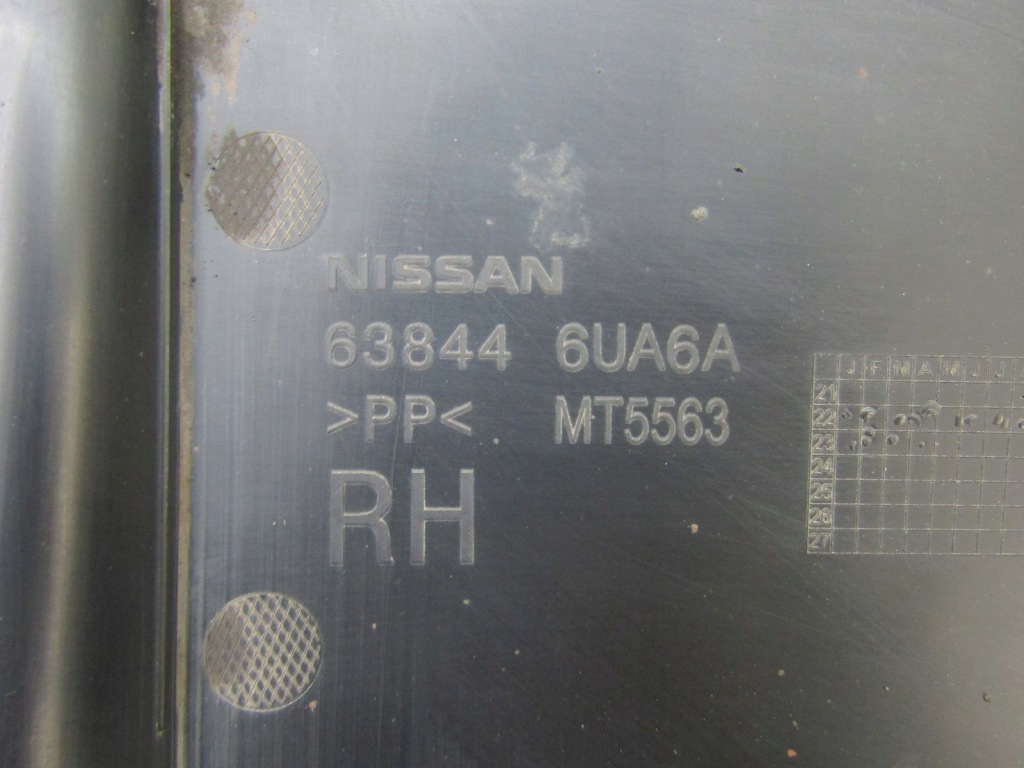 NISSAN
63844 6UA6A
>PP< MT5563
RH
J F M A M J J
21
22
23
24
25
26
27